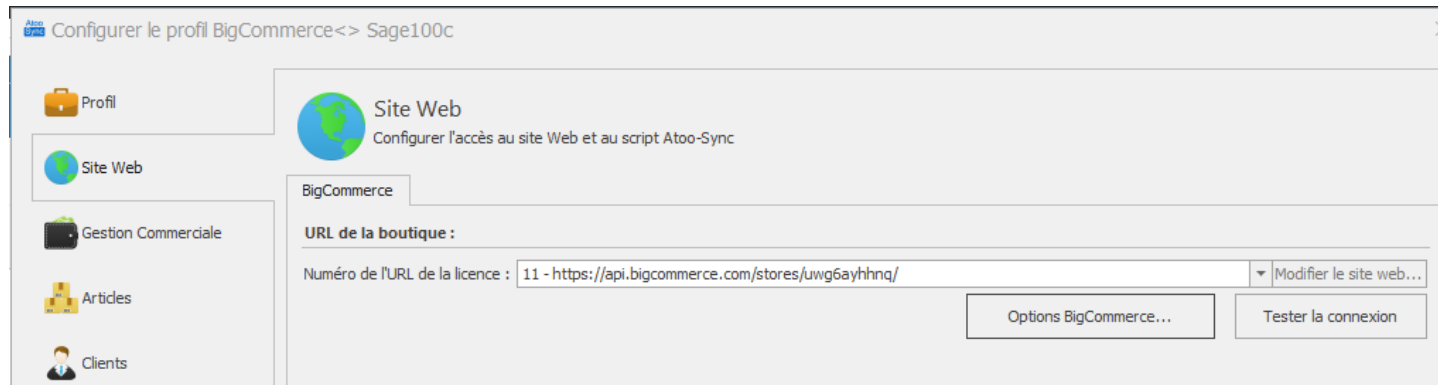 Atoo
Sync
Configurer le profil BigCommerce<> Sage100c
Profil
Site Web
Gestion Commerciale
Articles
Clients
Site Web
Configurer l'accès au site Web et au script Atoo-Sync
BigCommerce
URL de la boutique :
Numéro de l'URL de la licence : 11 - https://api.bigcommerce.com/stores/uwg6ayhhnq/ Modifier le site web...
Options BigCommerce... Tester la connexion